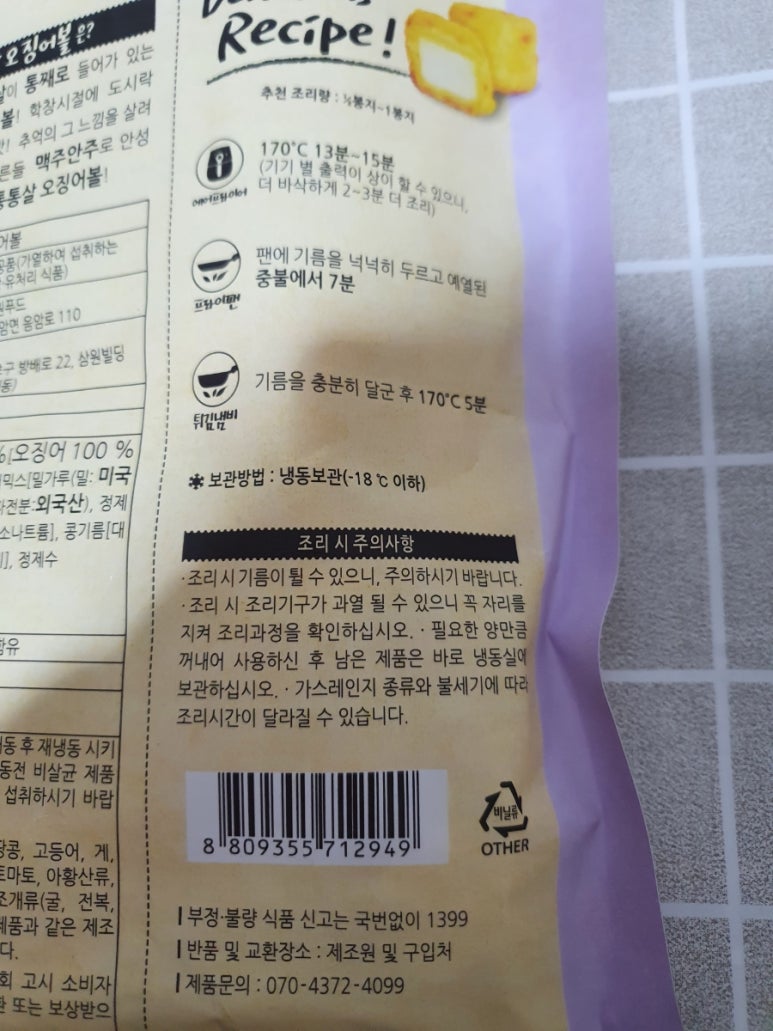 Recipe!
추천 조리량 : ½봉지~1봉지
에어프라이어
170℃ 13분~15분
(기기 별 출력이 상이 할 수 있으니,
더 바삭하게 2~3분 더 조리)
프라이팬
팬에 기름을 넉넉히 두르고 예열된
중불에서 7분
튀김냄비
기름을 충분히 달군 후 170℃ 5분
✽ 보관방법 : 냉동보관(-18℃ 이하)
조리 시 주의사항
·조리 시 기름이 튈 수 있으니, 주의하시기 바랍니다.
·조리 시 조리기구가 과열 될 수 있으니 꼭 자리를
지켜 조리과정을 확인하십시오. · 필요한 양만큼
꺼내어 사용하신 후 남은 제품은 바로 냉동실에
보관하십시오. · 가스레인지 종류와 불세기에 따라
조리시간이 달라질 수 있습니다.
8 809355 712949
비닐류
OTHER
부정·불량 식품 신고는 국번없이 1399
반품 및 교환장소 : 제조원 및 구입처
제품문의 : 070-4372-4099
오징어볼은?
통째로 들어가 있는
볼! 학창시절에 도시락
추억의 그 느낌을 살려
른들 맥주안주로 안성
통통살 오징어볼!
어볼
공품(가열하여 섭취하는
유처리 식품)
푸드
암면 음암로 110
구 방배로 22, 삼원빌딩
동)
%[오징어 100 %
믹스[밀가루(밀: 미국
전분:외국산), 정제
소나트륨], 콩기름[대
], 정제수
함유
동 후 재냉동 시키
동전 비살균 제품
섭취하시기 바랍
땅콩, 고등어, 게,
토마토, 아황산류,
조개류(굴, 전복,
제품과 같은 제조
다.
회 고시 소비자
환 또는 보상받으